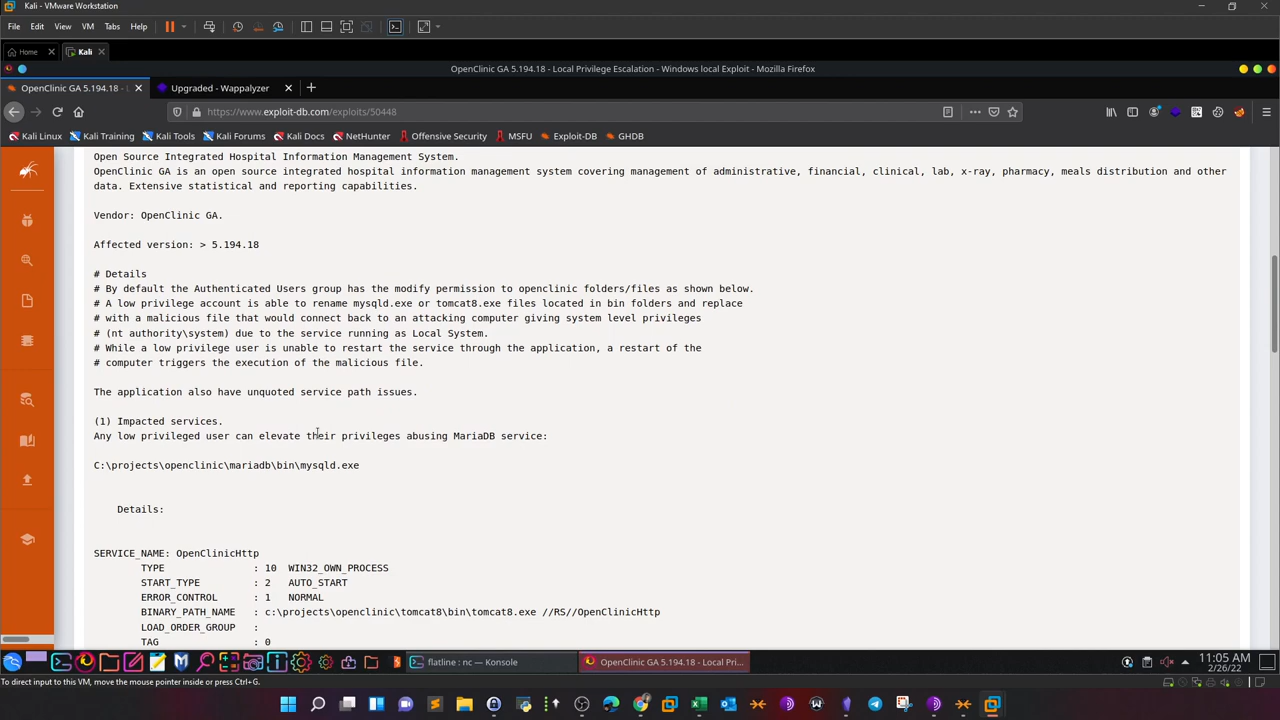 Kali - VMware Workstation
File Edit View VM Tabs Help
Home Kali
OpenClinic GA 5.194.18 - Local Privilege Escalation - Windows local Exploit - Mozilla Firefox
OpenClinic GA 5.194.18 - L Upgraded - Wappalyzer
https://www.exploit-db.com/exploits/50448
Kali Linux Kali Training Kali Tools Kali Forums Kali Docs NetHunter Offensive Security MSFU Exploit-DB GHDB
Open Source Integrated Hospital Information Management System.
OpenClinic GA is an open source integrated hospital information management system covering management of administrative, financial, clinical, lab, x-ray, pharmacy, meals distribution and other
data. Extensive statistical and reporting capabilities.
Vendor: OpenClinic GA.
Affected version: > 5.194.18
# Details
# By default the Authenticated Users group has the modify permission to openclinic folders/files as shown below.
# A low privilege account is able to rename mysqld.exe or tomcat8.exe files located in bin folders and replace
# with a malicious file that would connect back to an attacking computer giving system level privileges
# (nt authority\system) due to the service running as Local System.
# While a low privilege user is unable to restart the service through the application, a restart of the
# computer triggers the execution of the malicious file.
The application also have unquoted service path issues.
(1) Impacted services.
Any low privileged user can elevate their privileges abusing MariaDB service:
C:\projects\openclinic\mariadb\bin\mysqld.exe
Details:
SERVICE_NAME: OpenClinicHttp
TYPE : 10 WIN32_OWN_PROCESS
START_TYPE : 2 AUTO_START
ERROR_CONTROL : 1 NORMAL
BINARY_PATH_NAME : c:\projects\openclinic\tomcat8\bin\tomcat8.exe //RS//OpenClinicHttp
LOAD_ORDER_GROUP :
TAG : 0
flatline : nc — Konsole OpenClinic GA 5.194.18 - Local Pri... 11:05 AM
2/26/22
To direct input to this VM, move the mouse pointer inside or press Ctrl+G.